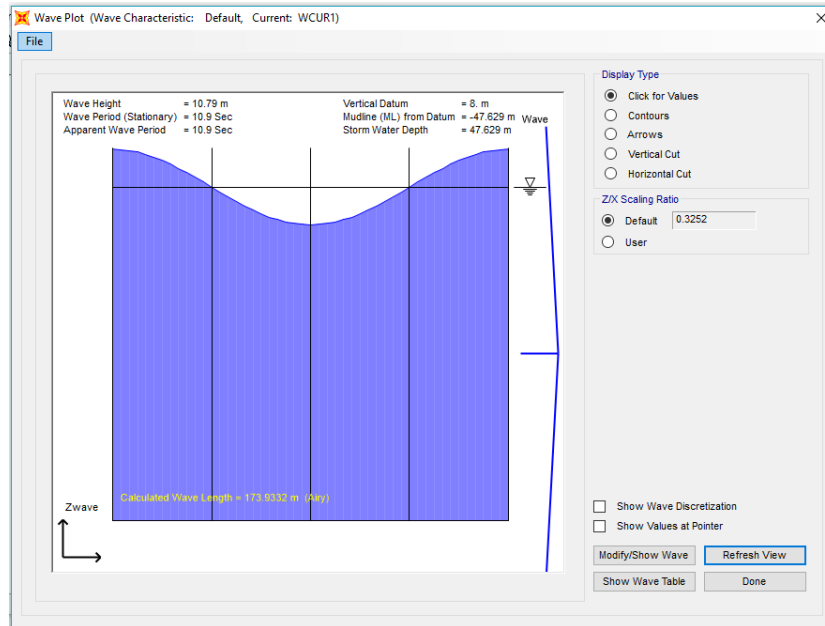 Wave Plot (Wave Characteristic: Default, Current: WCUR1)
File
Wave Height = 10.79 m
Wave Period (Stationary) = 10.9 Sec
Apparent Wave Period = 10.9 Sec
Vertical Datum = 8. m
Mudline (ML) from Datum = -47.629 m
Storm Water Depth = 47.629 m
Wave
Calculated Wave Length = 173.9332 m (Airy)
Zwave
Display Type
Click for Values
Contours
Arrows
Vertical Cut
Horizontal Cut
Z/X Scaling Ratio
Default 0.3252
User
Show Wave Discretization
Show Values at Pointer
Modify/Show Wave Refresh View
Show Wave Table Done